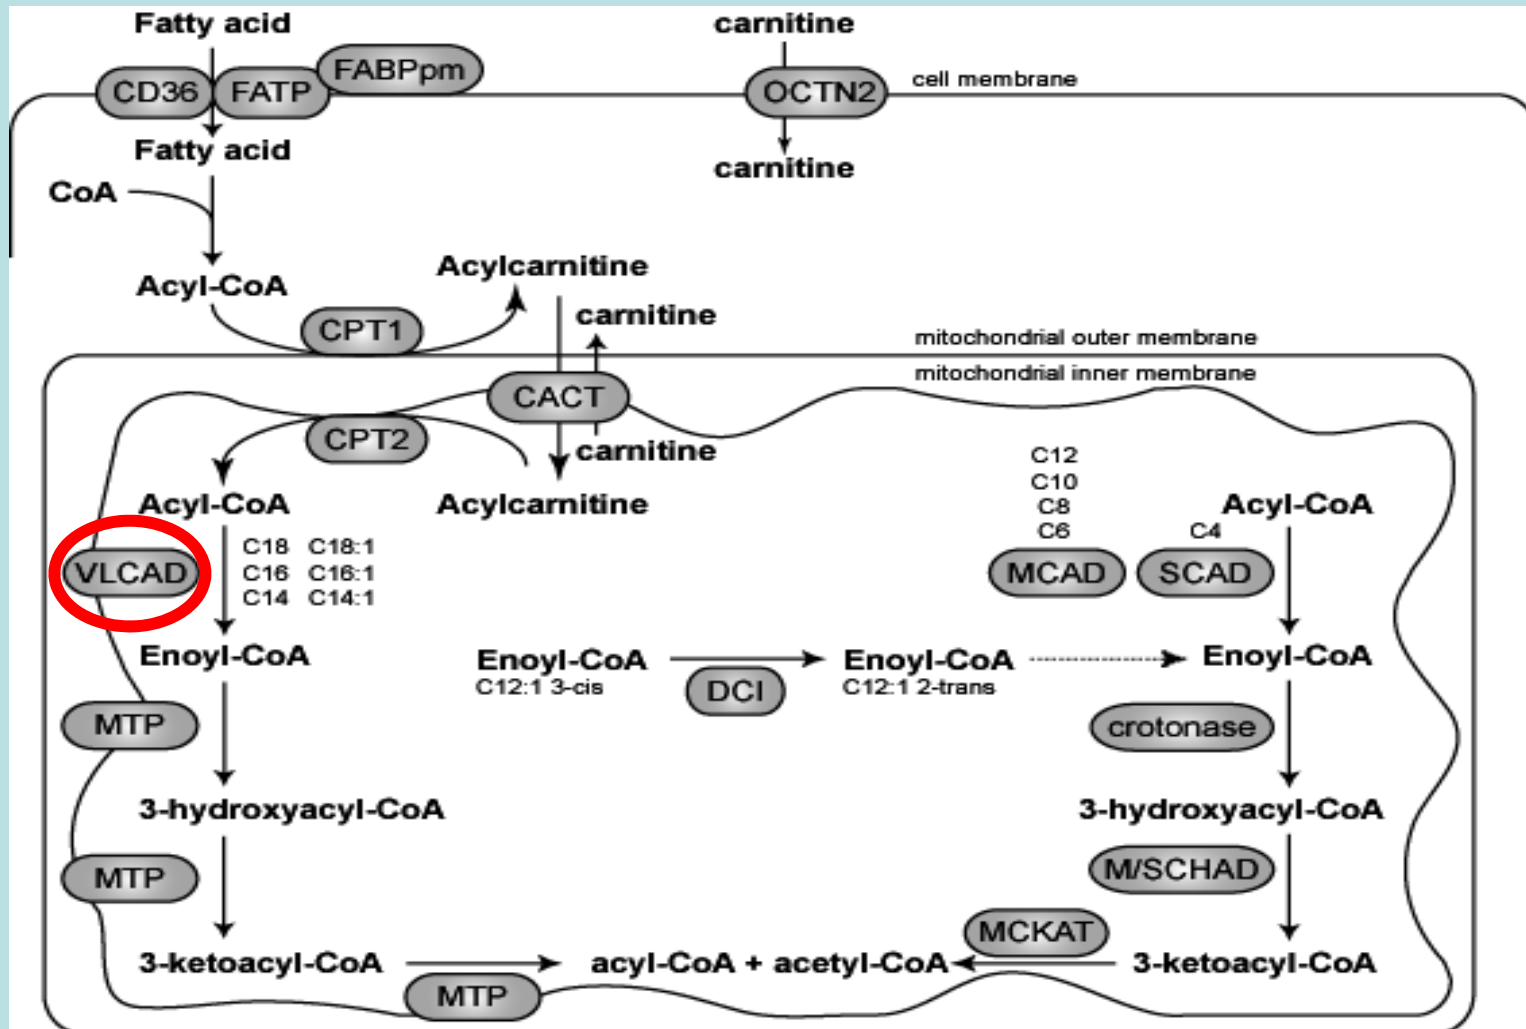 Fatty acid
carnitine
FABPpm
CD36
FATP
OCTN2
cell membrane
Fatty acid
carnitine
CoA
Acyl-CoA
Acylcarnitine
carnitine
CPT1
mitochondrial outer membrane
mitochondrial inner membrane
CACT
CPT2
carnitine
Acyl-CoA
Acylcarnitine
C12
C10
C8
C6
C4
Acyl-CoA
VLCAD
C18 C18:1
C16 C16:1
C14 C14:1
MCAD
SCAD
Enoyl-CoA
Enoyl-CoA
C12:1 3-cis
DCI
Enoyl-CoA
C12:1 2-trans
Enoyl-CoA
MTP
crotonase
3-hydroxyacyl-CoA
3-hydroxyacyl-CoA
MTP
M/SCHAD
MCKAT
3-ketoacyl-CoA
acyl-CoA + acetyl-CoA
3-ketoacyl-CoA
MTP